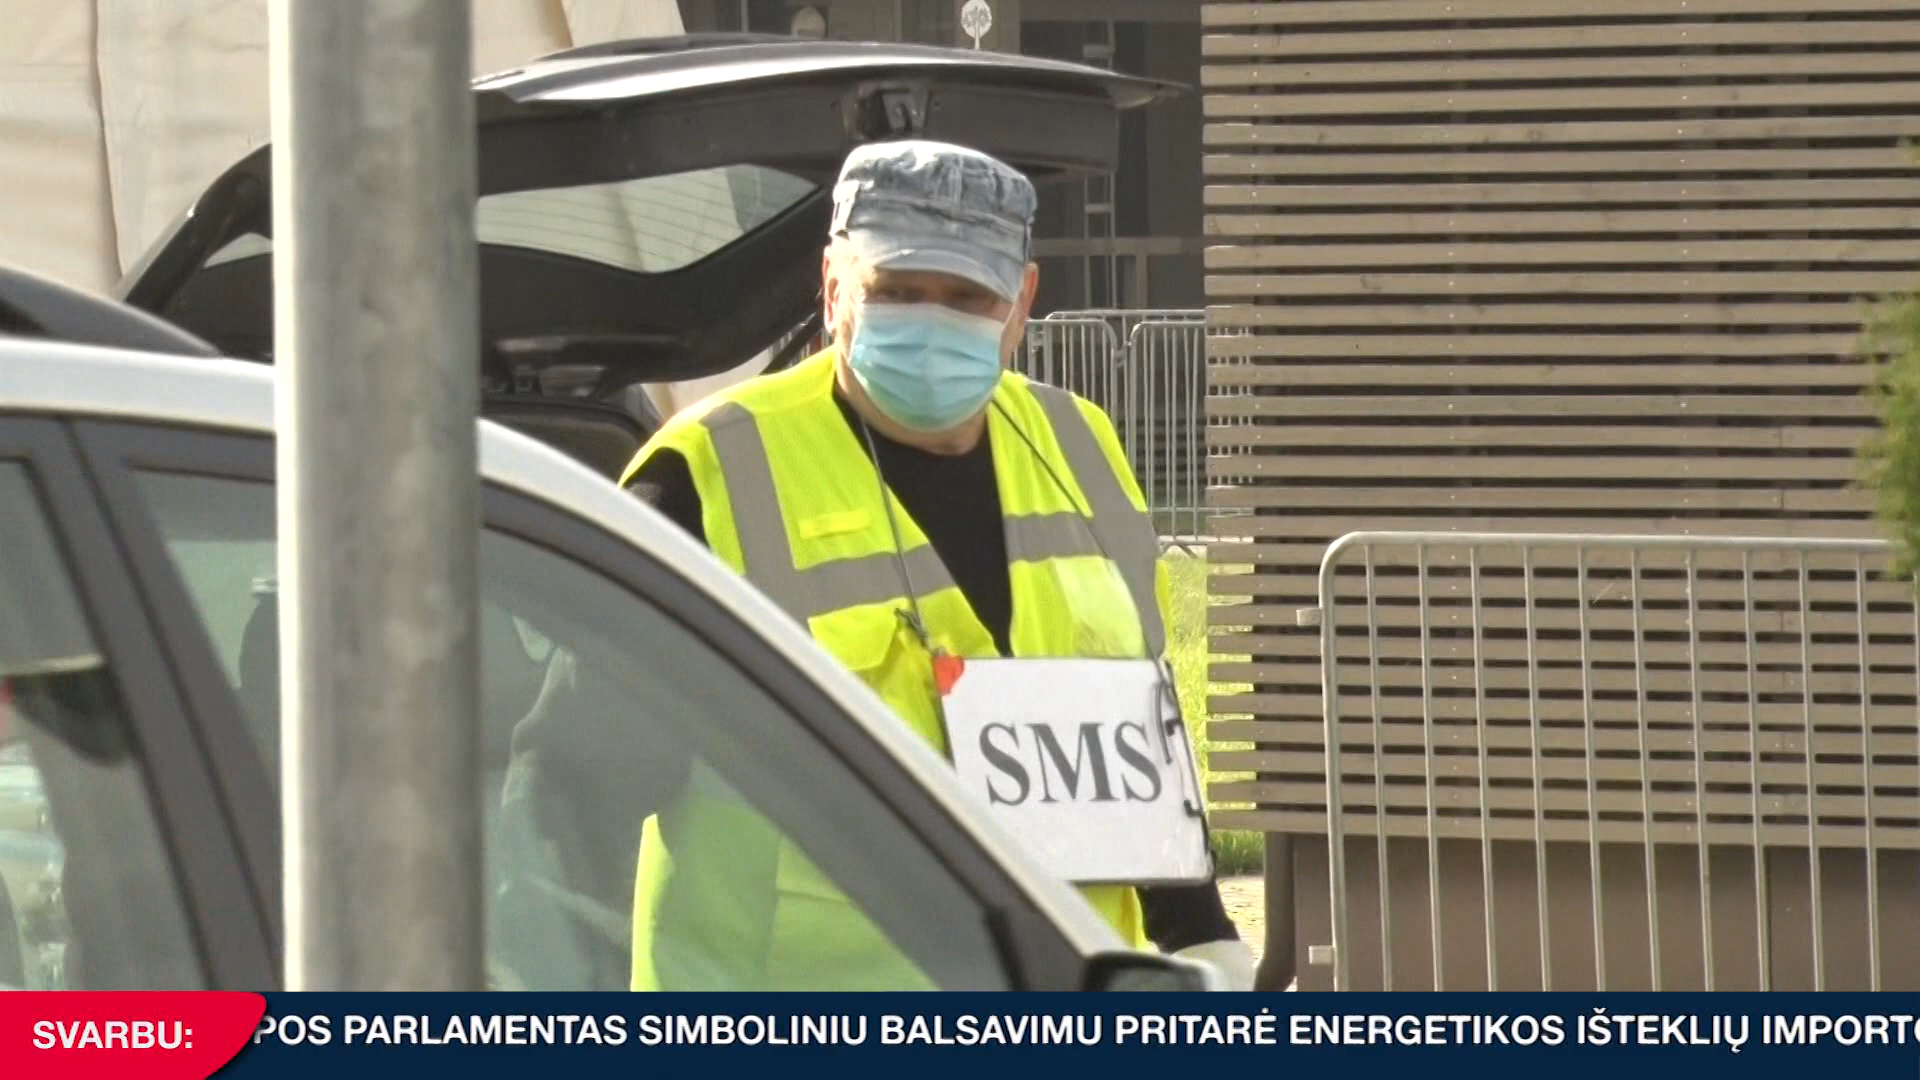 SMS
SVARBU:
POS PARLAMENTAS SIMBOLINIU BALSAVIMU PRITARĖ ENERGETIKOS IŠTEKLIŲ IMPORTO